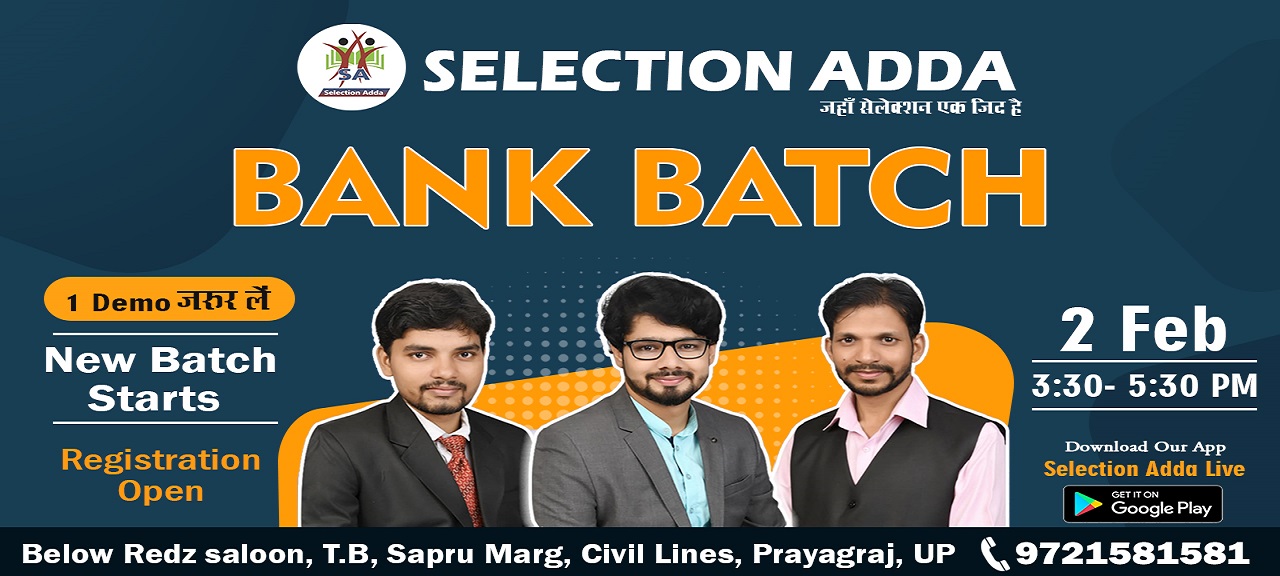 SA
Selection Adda
SELECTION ADDA
जहाँ सेलेक्शन एक जिद है
BANK BATCH
1 Demo जरुर लें
New Batch
Starts
Registration
Open
2 Feb
3:30- 5:30 PM
Download Our App
Selection Adda Live
GET IT ON
Google Play
Below Redz saloon, T.B, Sapru Marg, Civil Lines, Prayagraj, UP
9721581581